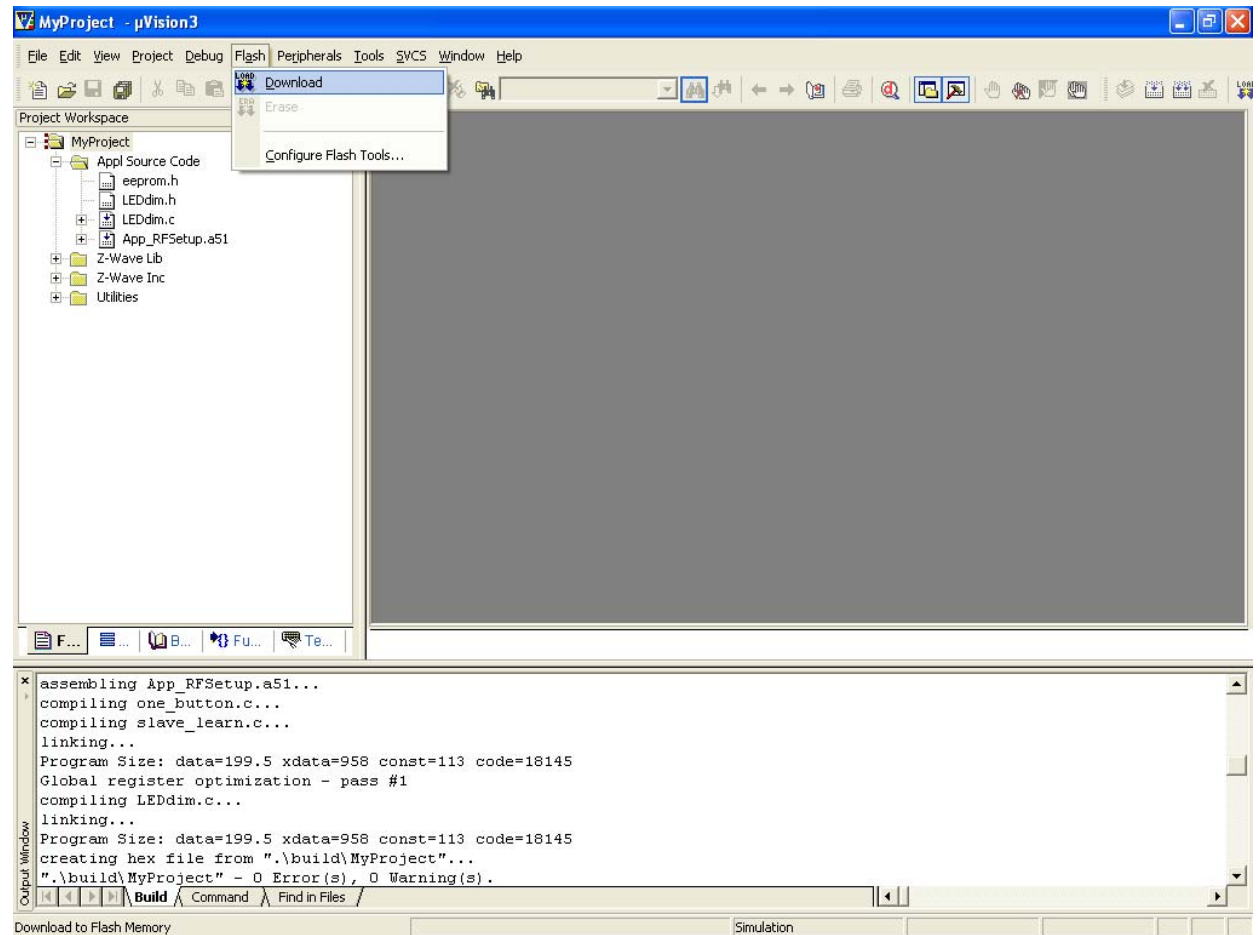 MyProject - µVision3
File Edit View Project Debug Flash Peripherals Tools SVCS Window Help
LOAD Download
ERA Erase
Configure Flash Tools...
Project Workspace
MyProject
Appl Source Code
eeprom.h
LEDdim.h
LEDdim.c
App_RFSetup.a51
Z-Wave Lib
Z-Wave Inc
Utilities
F... ... B... Fu... Te...
assembling App_RFSetup.a51...
compiling one_button.c...
compiling slave_learn.c...
linking...
Program Size: data=199.5 xdata=958 const=113 code=18145
Global register optimization - pass #1
compiling LEDdim.c...
linking...
Program Size: data=199.5 xdata=958 const=113 code=18145
creating hex file from ".\build\MyProject"...
".\build\MyProject" - 0 Error(s), 0 Warning(s).
Output Window
Build Command Find in Files
Download to Flash Memory Simulation